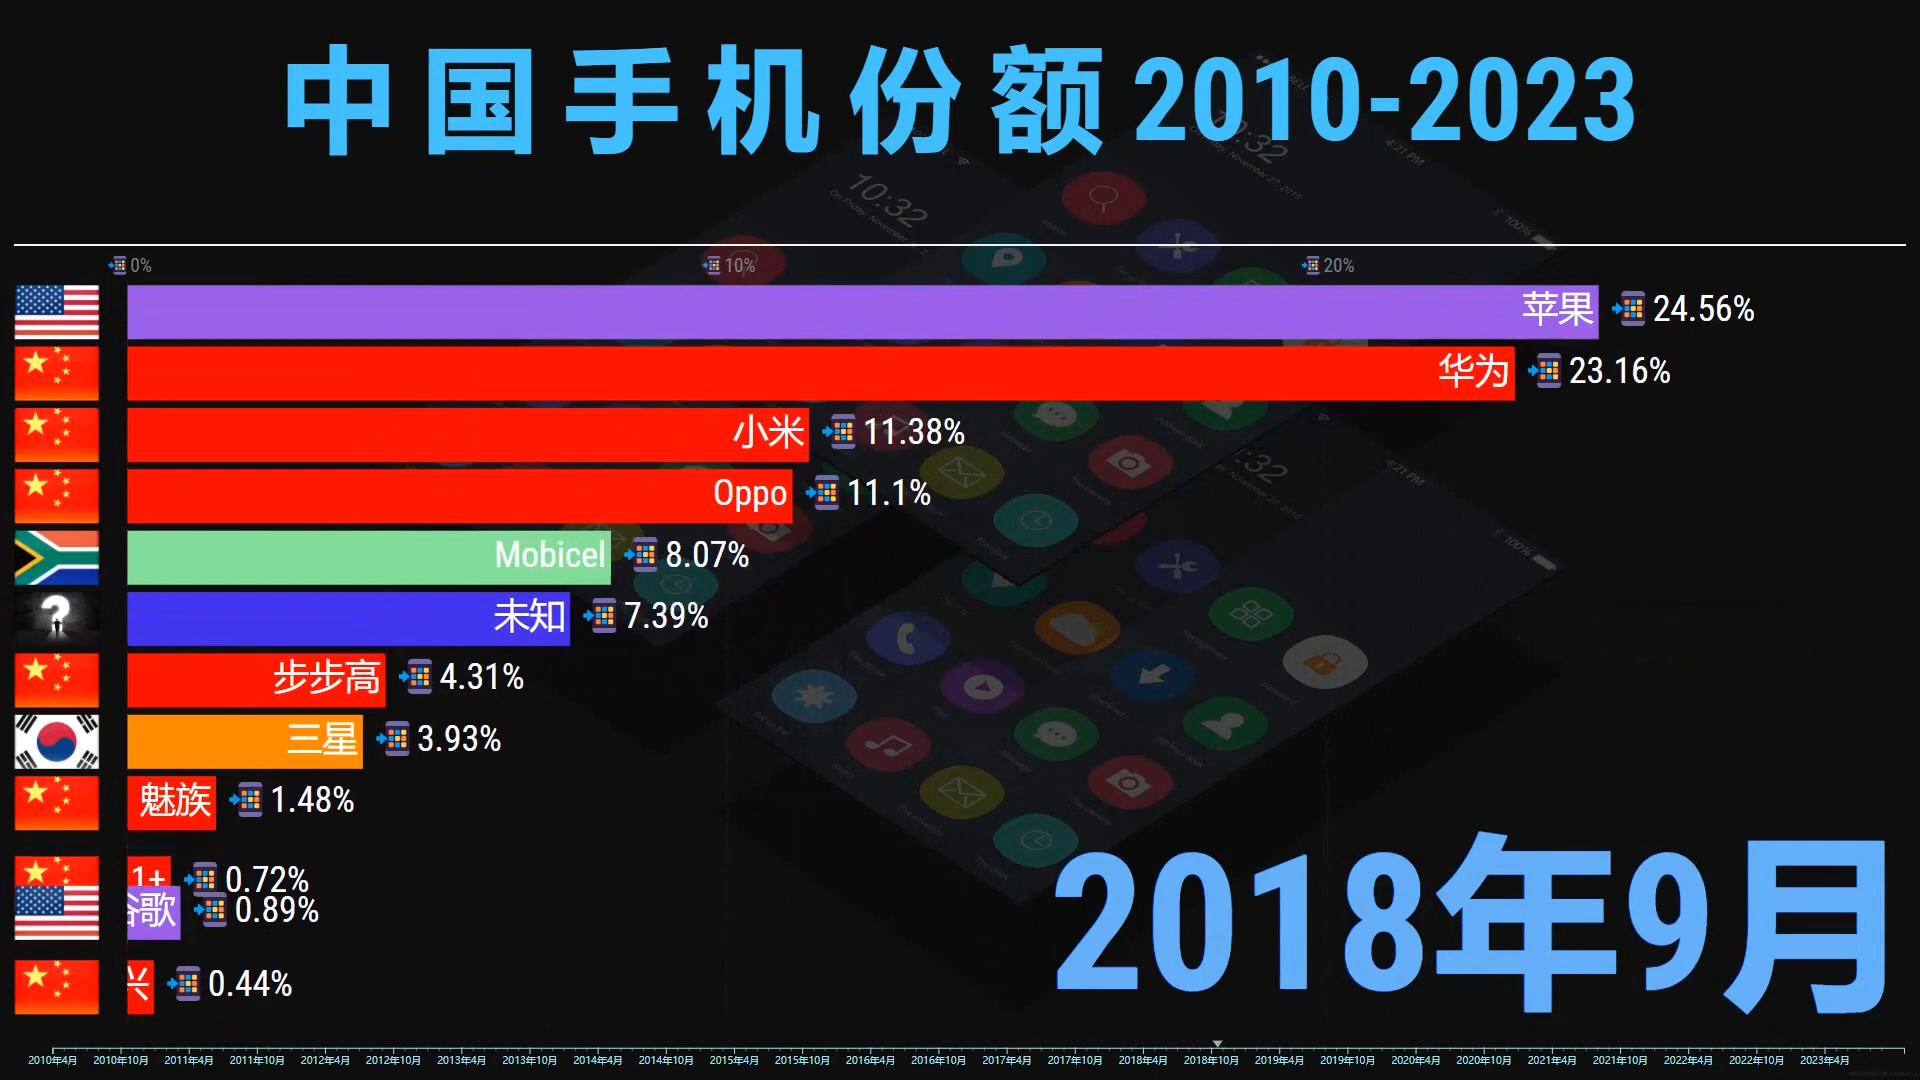 中国手机份额2010-2023
0% 10% 20%
苹果 24.56%
华为 23.16%
小米 11.38%
Oppo 11.1%
Mobicel 8.07%
未知 7.39%
步步高 4.31%
三星 3.93%
魅族 1.48%
1+ 0.72%
谷歌 0.89%
兴 0.44%
2018年9月
2010年4月 2010年10月 2011年4月 2011年10月 2012年4月 2012年10月 2013年4月 2013年10月 2014年4月 2014年10月 2015年4月 2015年10月 2016年4月 2016年10月 2017年4月 2017年10月 2018年4月 2018年10月 2019年4月 2019年10月 2020年4月 2020年10月 2021年4月 2021年10月 2022年4月 2022年10月 2023年4月